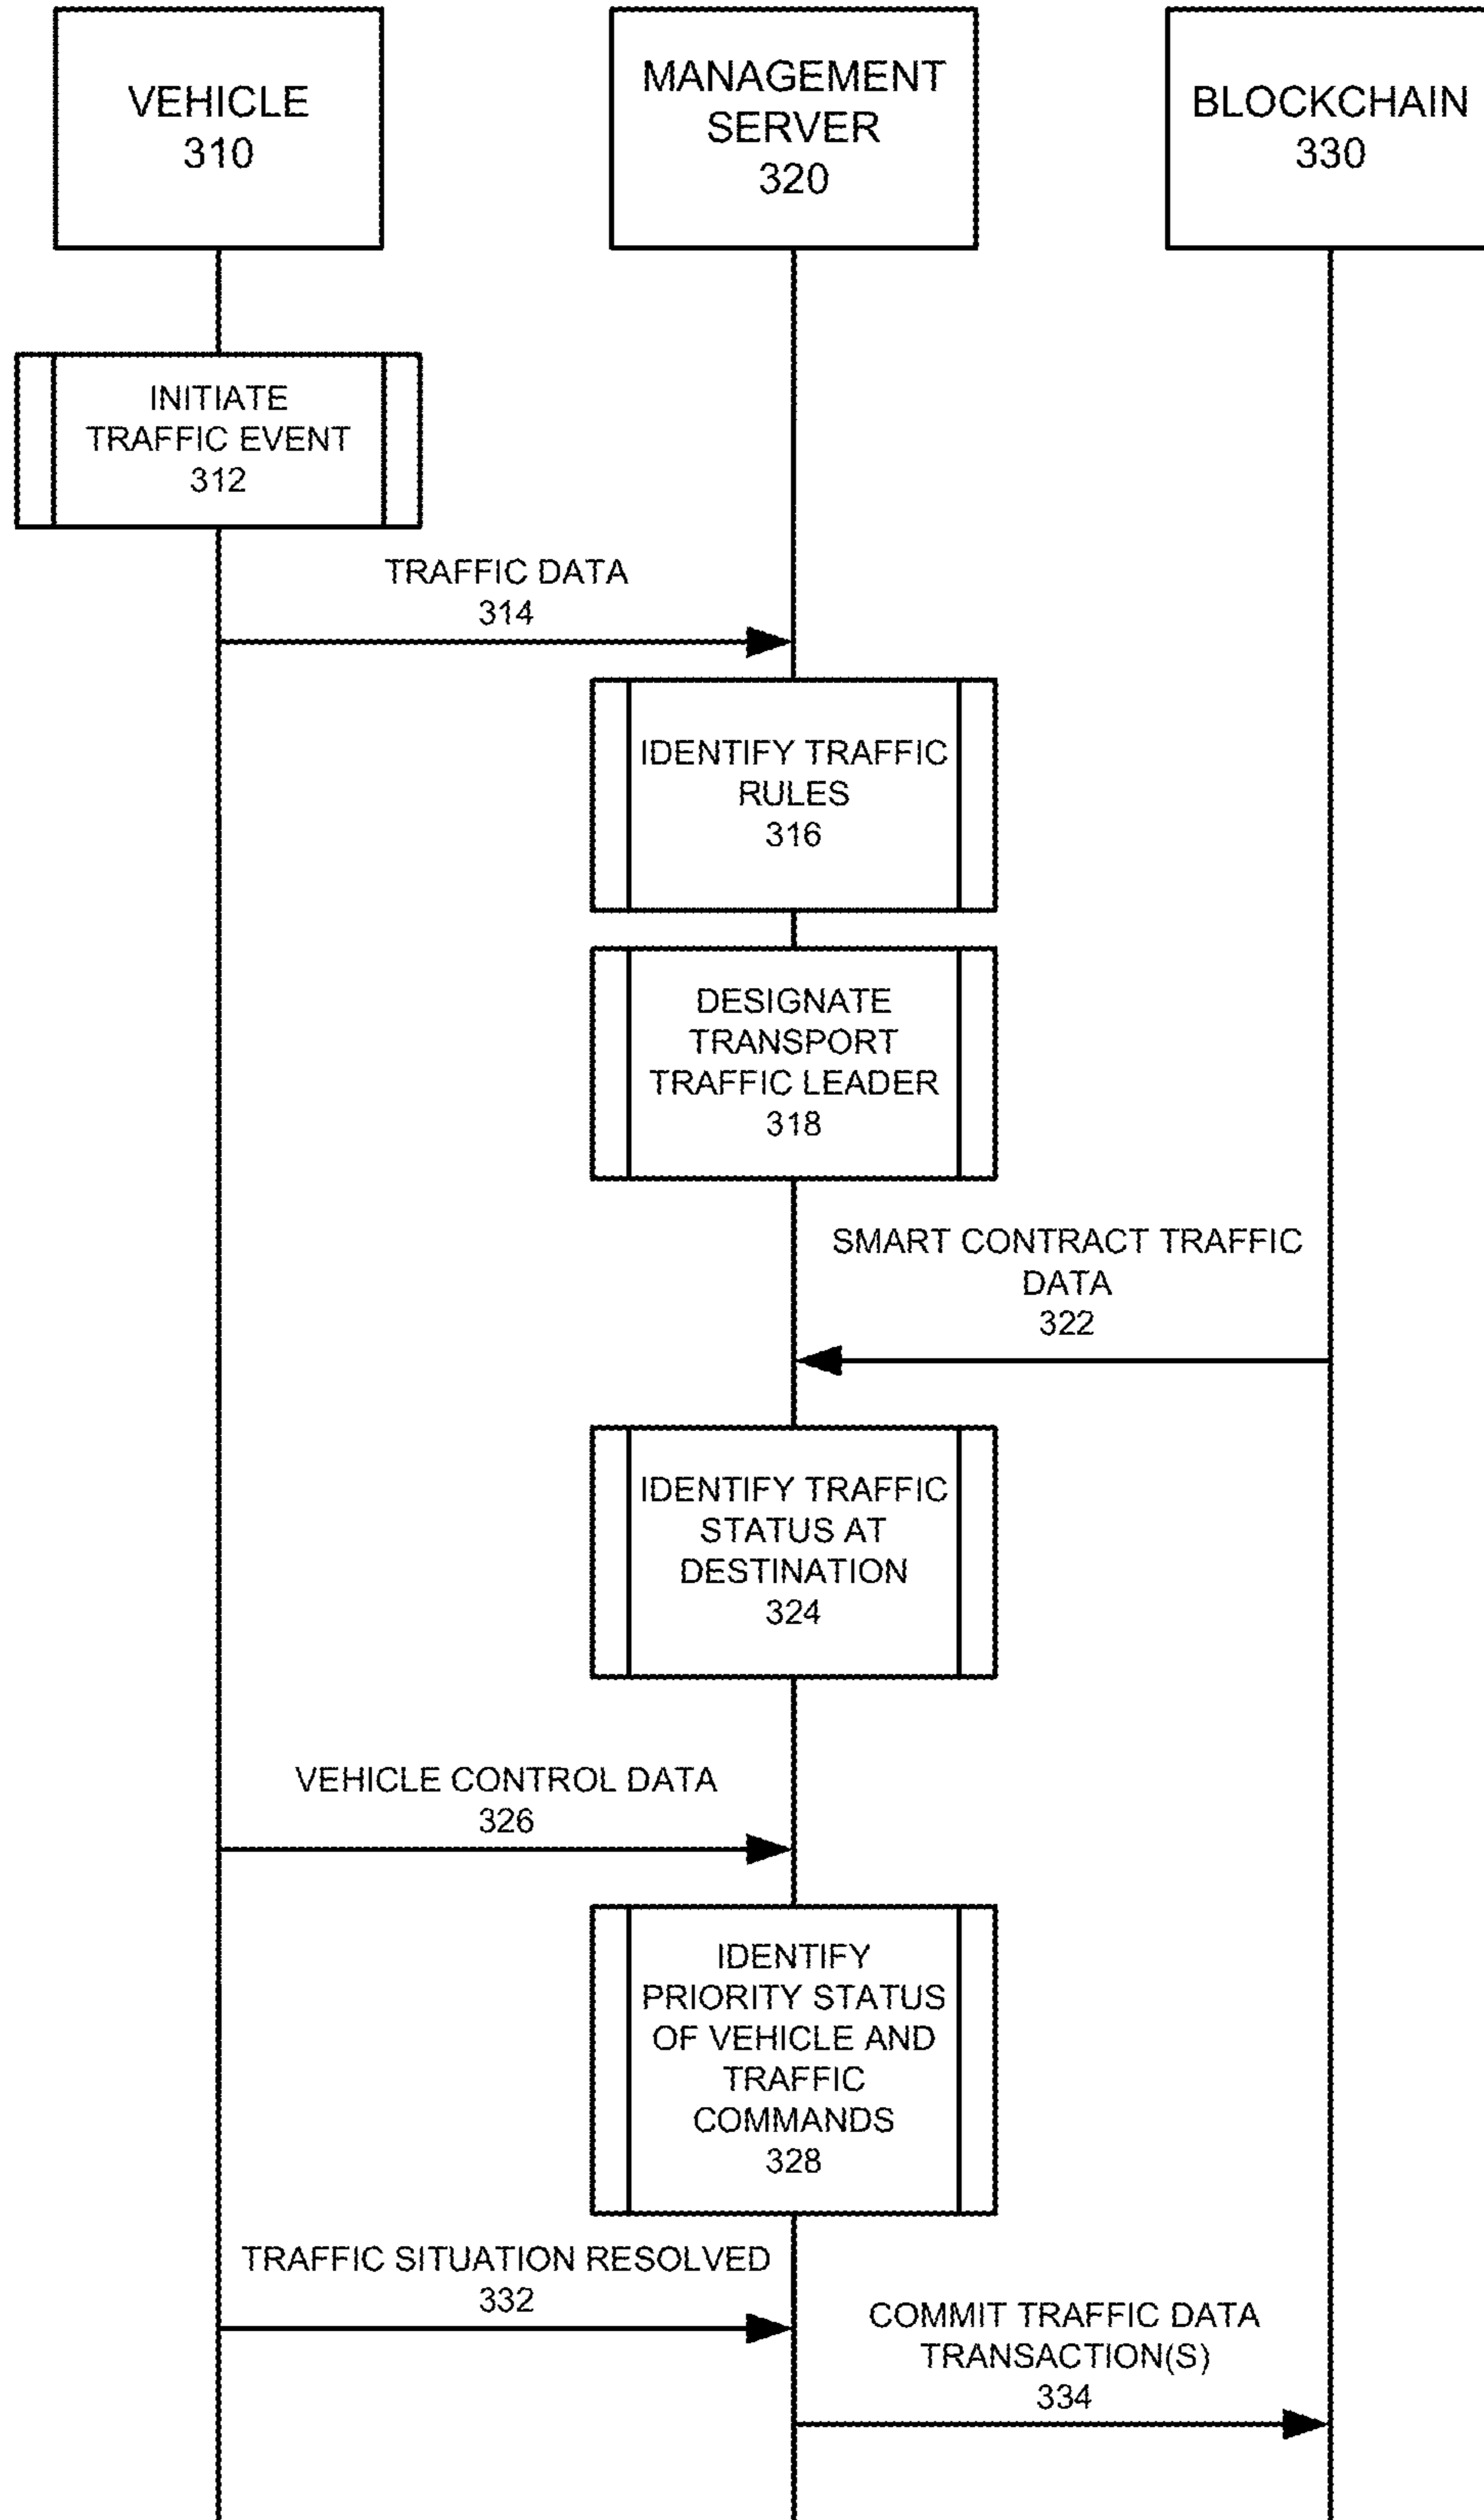 VEHICLE
310
MANAGEMENT
SERVER
320
BLOCKCHAIN
330
INITIATE
TRAFFIC EVENT
312
TRAFFIC DATA
314
IDENTIFY TRAFFIC
RULES
316
DESIGNATE
TRANSPORT
TRAFFIC LEADER
318
SMART CONTRACT TRAFFIC
DATA
322
IDENTIFY TRAFFIC
STATUS AT
DESTINATION
324
VEHICLE CONTROL DATA
326
IDENTIFY
PRIORITY STATUS
OF VEHICLE AND
TRAFFIC
COMMANDS
328
TRAFFIC SITUATION RESOLVED
332
COMMIT TRAFFIC DATA
TRANSACTION(S)
334